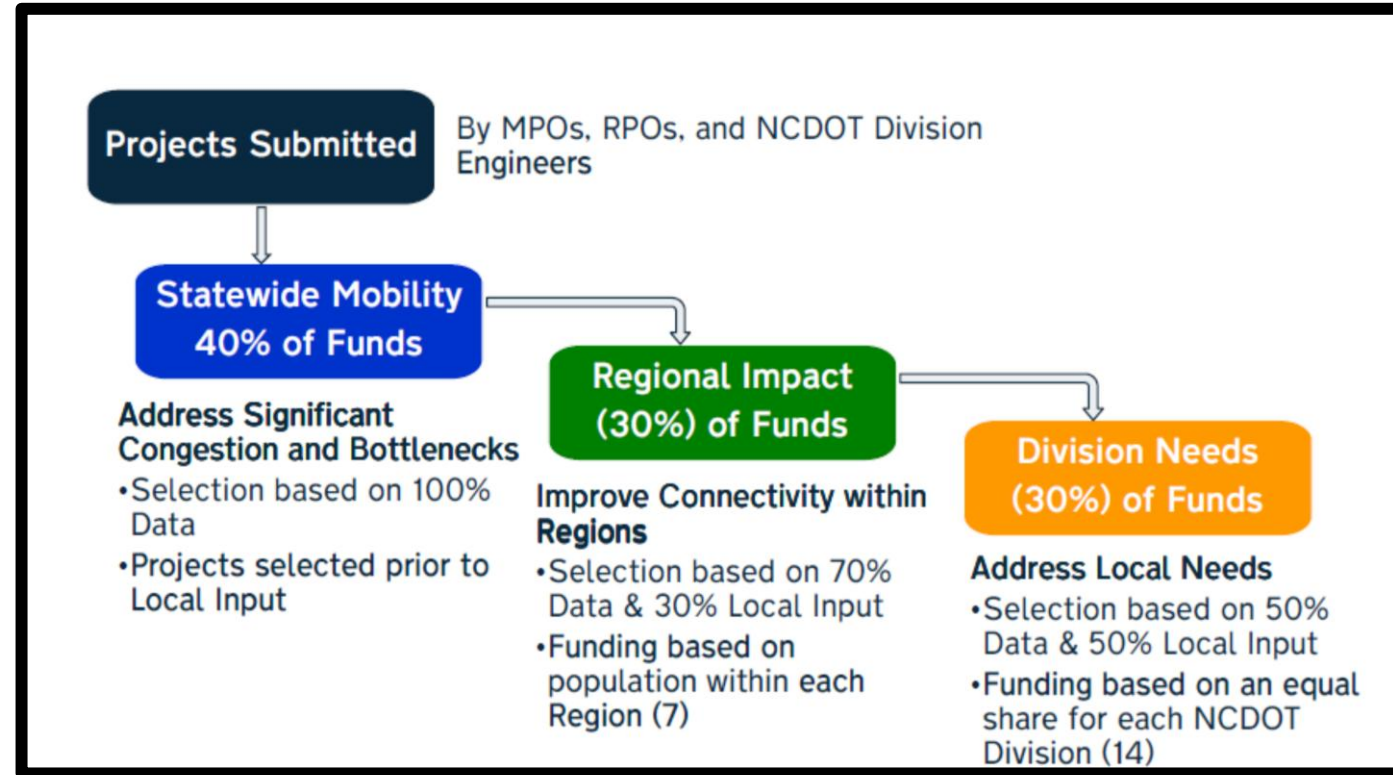 Projects Submitted
By MPOs, RPOs, and NCDOT Division
Engineers
Statewide Mobility
40% of Funds
Address Significant
Congestion and Bottlenecks
•Selection based on 100%
Data
•Projects selected prior to
Local Input
Regional Impact
(30%) of Funds
Improve Connectivity within
Regions
•Selection based on 70%
Data & 30% Local Input
•Funding based on
population within each
Region (7)
Division Needs
(30%) of Funds
Address Local Needs
•Selection based on 50%
Data & 50% Local Input
•Funding based on an equal
share for each NCDOT
Division (14)